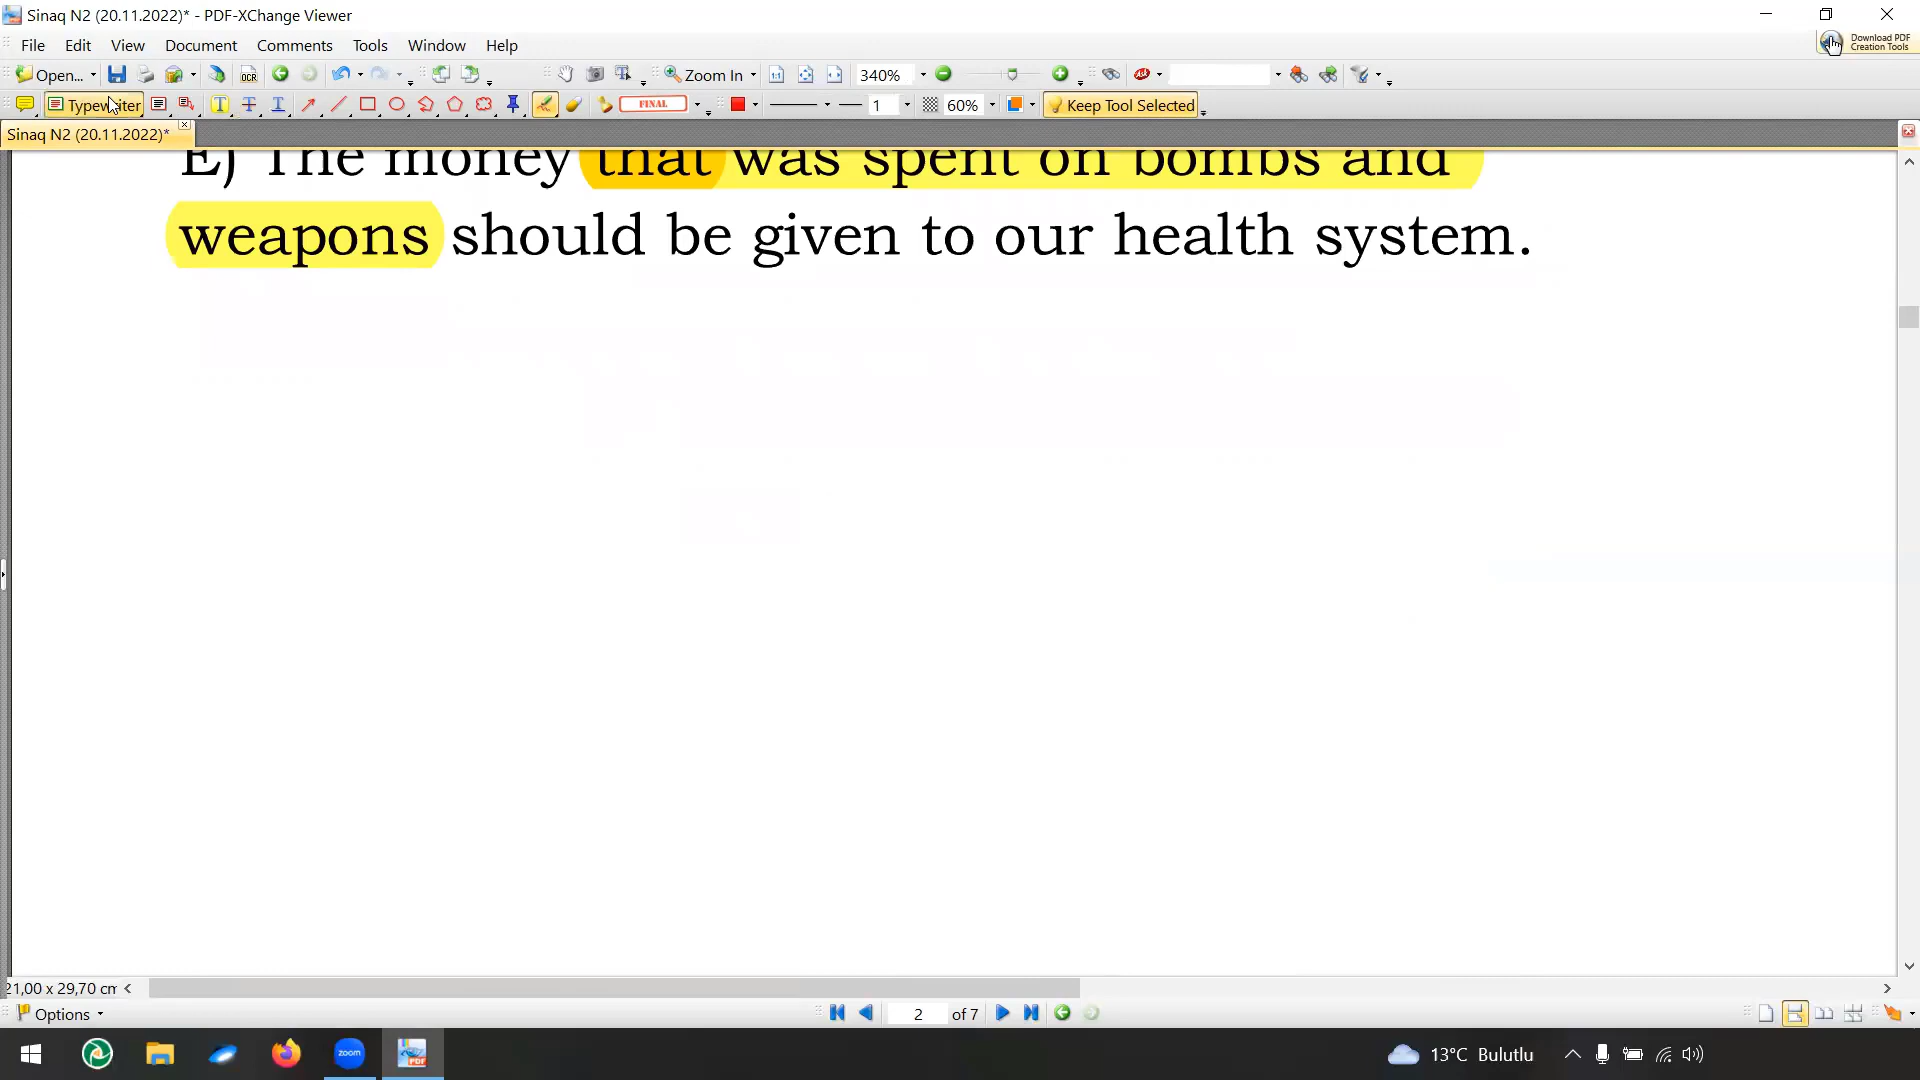 Sinaq N2 (20.11.2022)* - PDF-XChange Viewer
File Edit View Document Comments Tools Window Help
Download PDF
Creation Tools
Open... OCR Zoom In 340%
Typewriter FINAL 1 60% Keep Tool Selected
Sinaq N2 (20.11.2022)*
E) The money that was spent on bombs and
weapons should be given to our health system.
21,00 x 29,70 cm
Options 2 of 7
zoom PDF 13°C Bulutlu